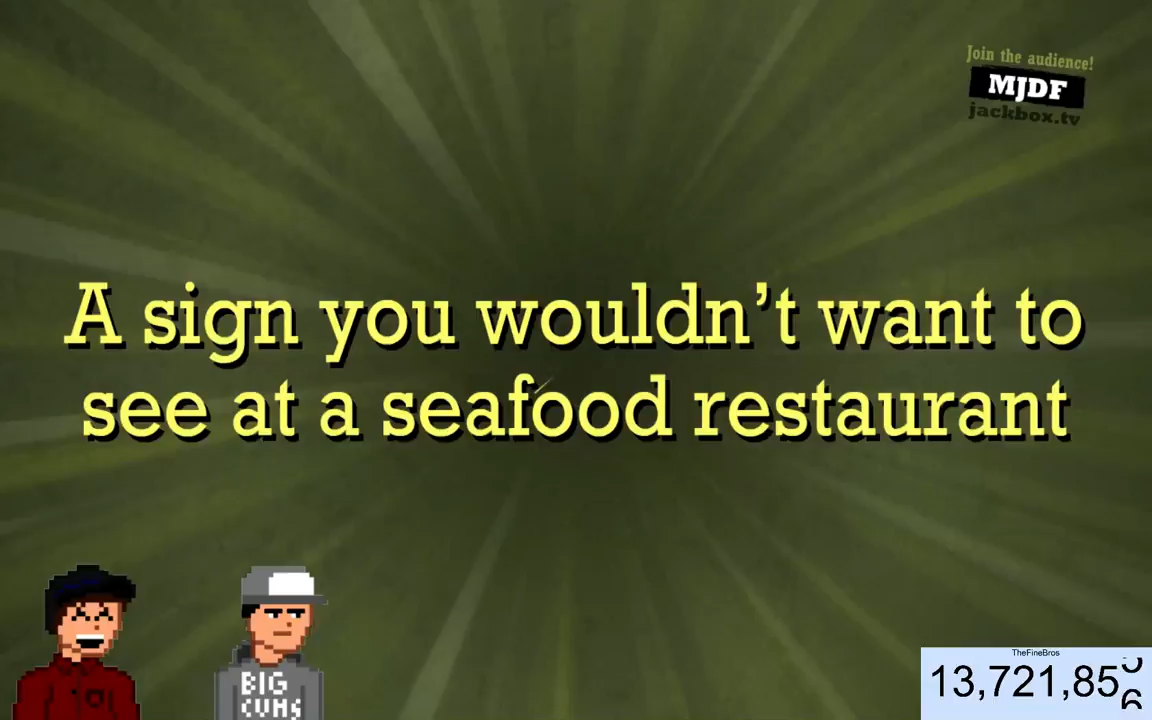 Join the audience!
MJDF
jackbox.tv
A sign you wouldn't want to
see at a seafood restaurant
BIG
CUMS
TheFineBros
13,721,85